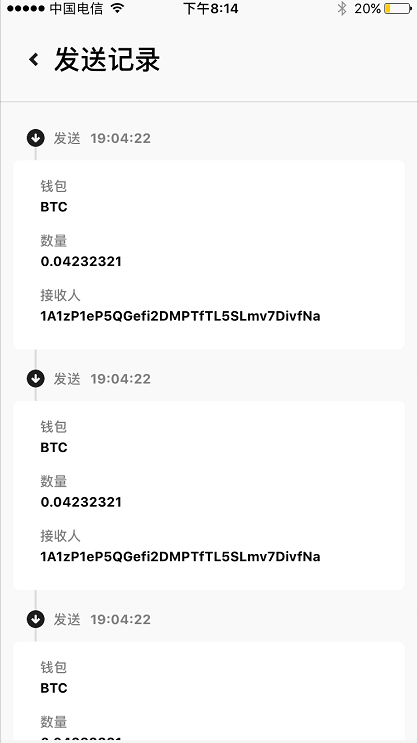 中国电信 下午8:14 20%
发送记录
发送 19:04:22
钱包
BTC
数量
0.04232321
接收人
1A1zP1eP5QGefi2DMPTfTL5SLmv7DivfNa
发送 19:04:22
钱包
BTC
数量
0.04232321
接收人
1A1zP1eP5QGefi2DMPTfTL5SLmv7DivfNa
发送 19:04:22
钱包
BTC
数量